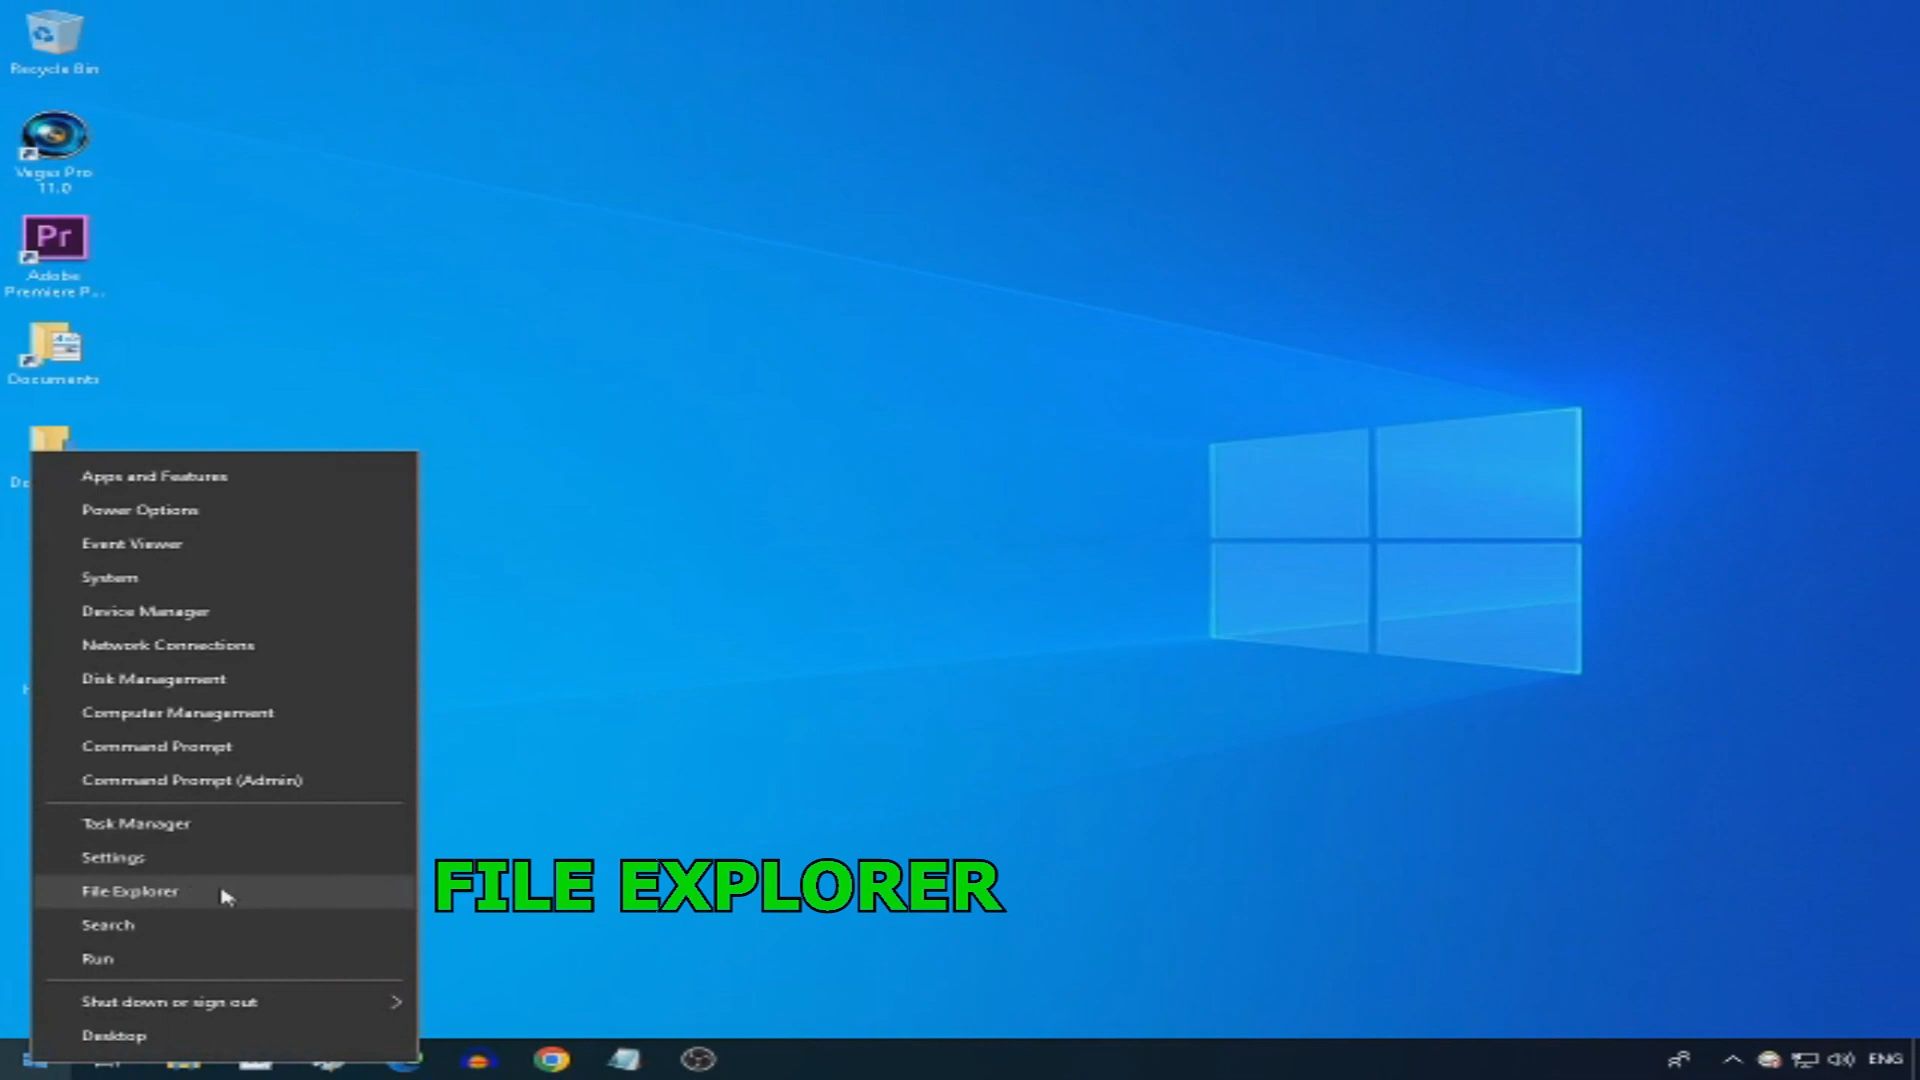 Recycle Bin
Vegas Pro
11.0
Pr
Adobe
Premiere P...
Documents
Apps and Features
Power Options
Event Viewer
System
Device Manager
Network Connections
Disk Management
Computer Management
Command Prompt
Command Prompt (Admin)
Task Manager
Settings
File Explorer
FILE EXPLORER
Search
Run
Shut down or sign out
Desktop
ENG